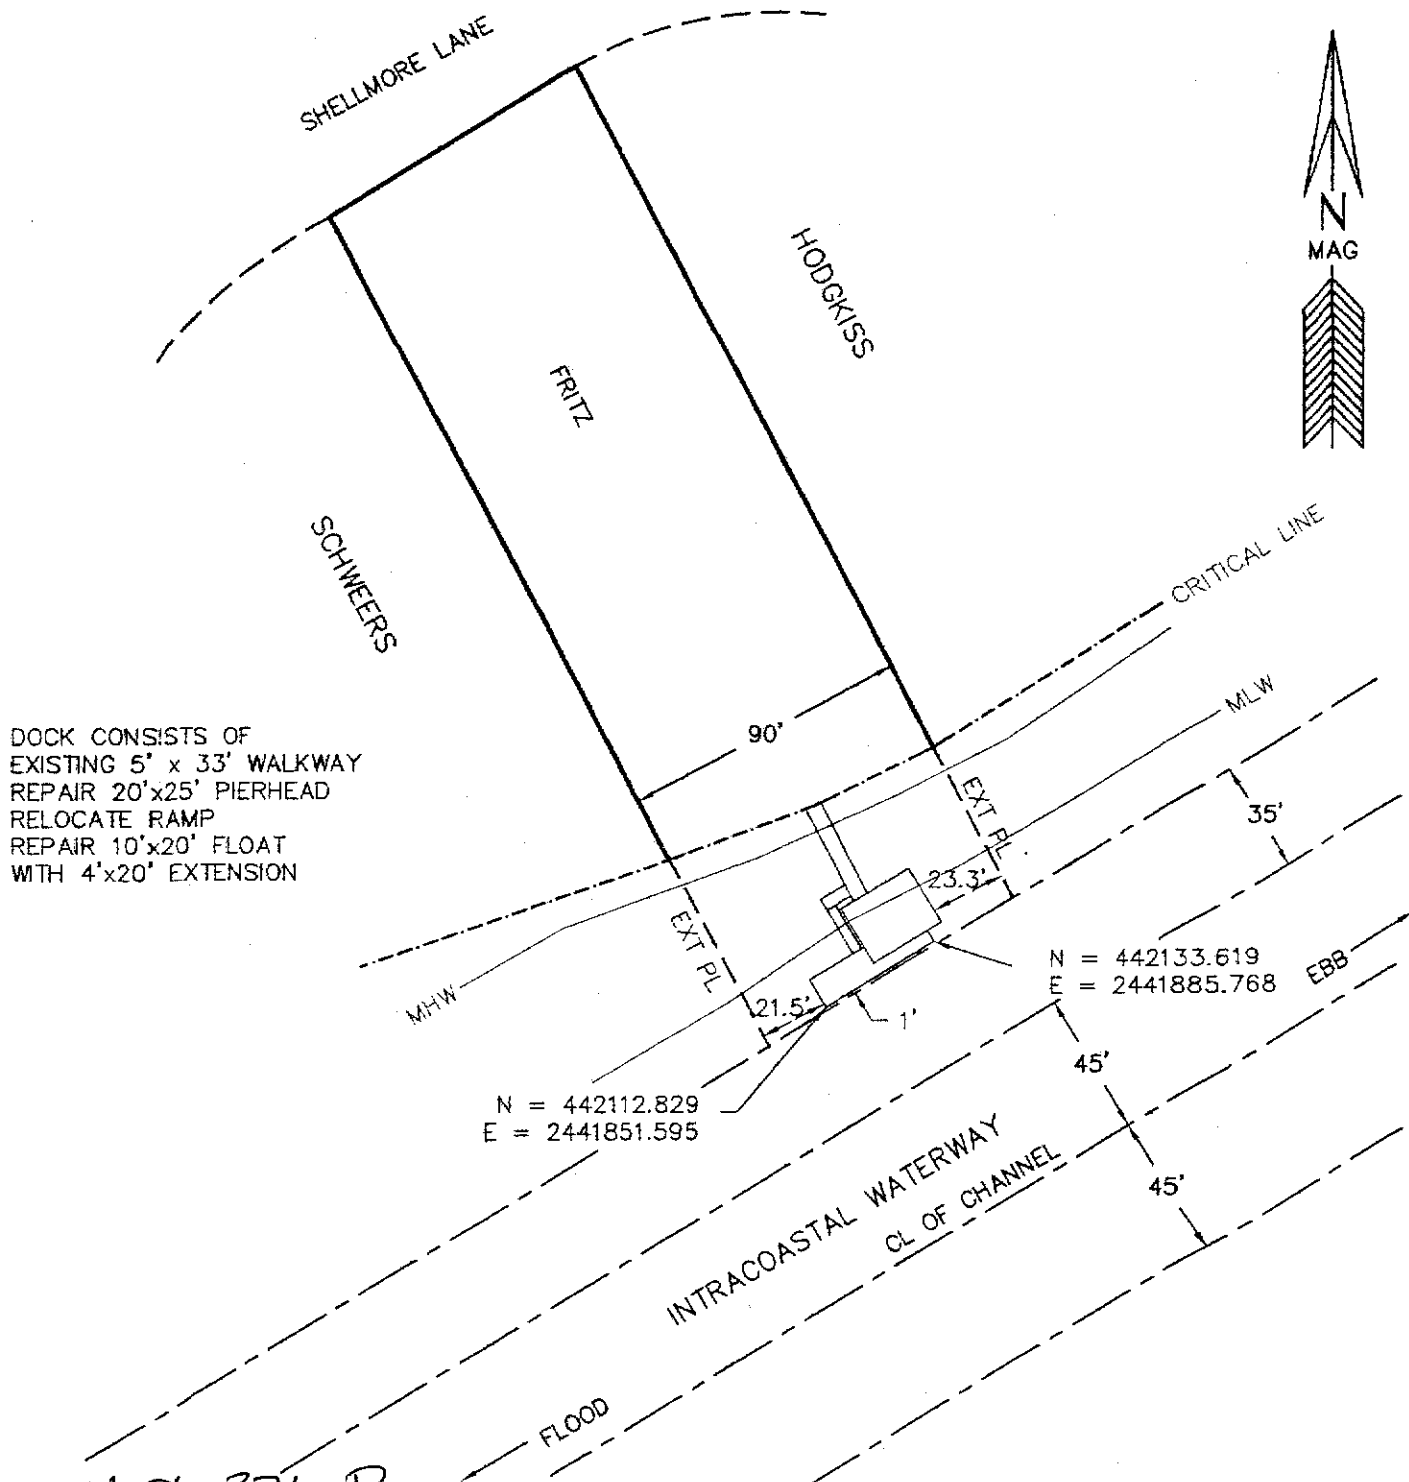 SHELLMORE LANE
N
MAG
HODGKISS
FRITZ
SCHWEERS
CRITICAL LINE
MLW
90'
DOCK CONSISTS OF
EXISTING 5' x 33' WALKWAY
REPAIR 20'x25' PIERHEAD
RELOCATE RAMP
REPAIR 10'x20' FLOAT
WITH 4'x20' EXTENSION
EXT PL
35'
23.3'
EXT PL
N = 442133.619
E = 2441885.768
EBB
MHW
21.5'
1'
45'
N = 442112.829
E = 2441851.595
INTRACOASTAL WATERWAY
CL OF CHANNEL
45'
FLOOD